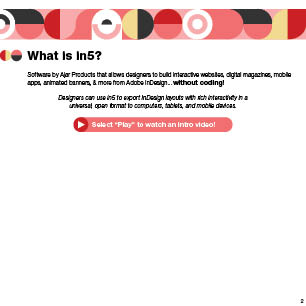 What is in5?
Software by Ajar Products that allows designers to build interactive websites, digital magazines, mobile
apps, animated banners, & more from Adobe InDesign... without coding!
Designers can use in5 to export InDesign layouts with rich interactivity in a
universal, open format to computers, tablets, and mobile devices.
Select "Play" to watch an intro video!
2